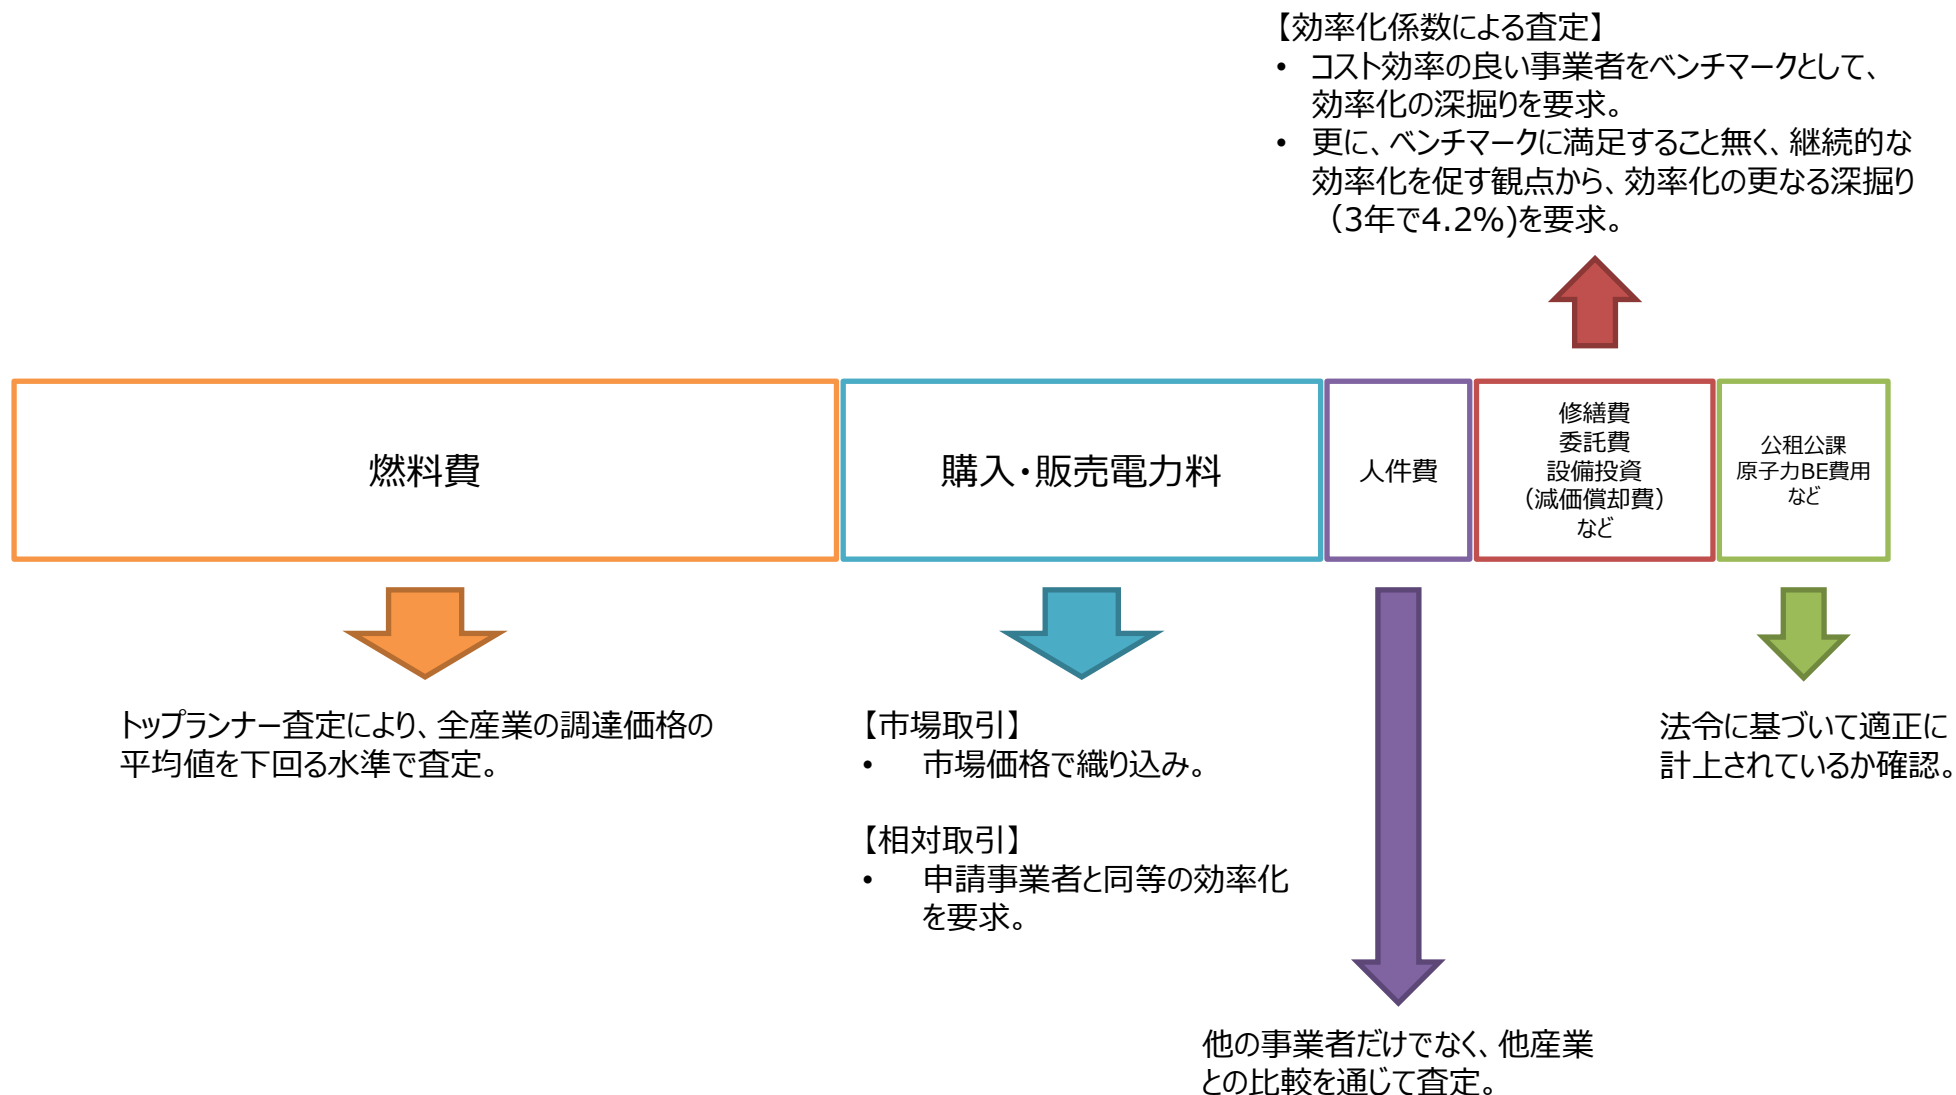 【効率化係数による査定】
• コスト効率の良い事業者をベンチマークとして、
効率化の深掘りを要求。
• 更に、ベンチマークに満足すること無く、継続的な
効率化を促す観点から、効率化の更なる深掘り
（3年で4.2%)を要求。
燃料費
購入・販売電力料
人件費
修繕費
委託費
設備投資
（減価償却費）
など
公租公課
原子力BE費用
など
トップランナー査定により、全産業の調達価格の
平均値を下回る水準で査定。
【市場取引】
• 市場価格で織り込み。
【相対取引】
• 申請事業者と同等の効率化
を要求。
他の事業者だけでなく、他産業
との比較を通じて査定。
法令に基づいて適正に
計上されているか確認。